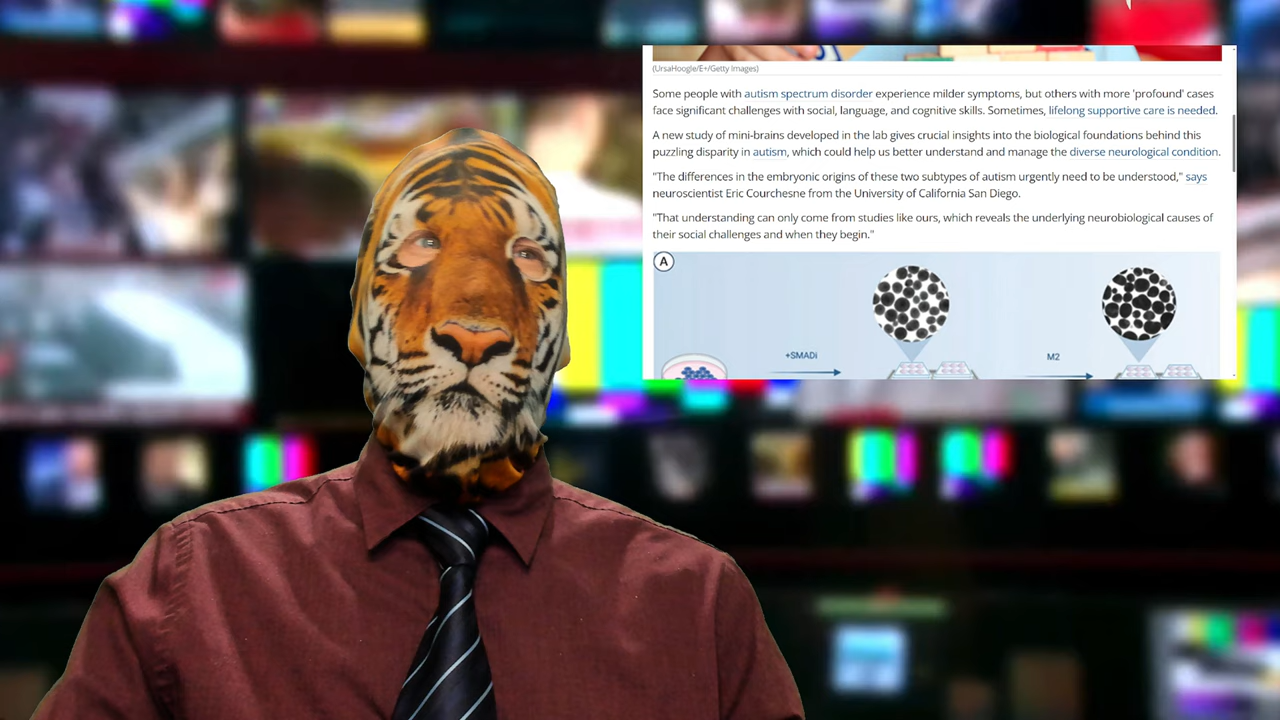 (UrsaHoogle/E+/Getty Images)
Some people with autism spectrum disorder experience milder symptoms, but others with more 'profound' cases
face significant challenges with social, language, and cognitive skills. Sometimes, lifelong supportive care is needed.
A new study of mini-brains developed in the lab gives crucial insights into the biological foundations behind this
puzzling disparity in autism, which could help us better understand and manage the diverse neurological condition.
"The differences in the embryonic origins of these two subtypes of autism urgently need to be understood," says
neuroscientist Eric Courchesne from the University of California San Diego.
"That understanding can only come from studies like ours, which reveals the underlying neurobiological causes of
their social challenges and when they begin."
A
+SMADi
M2